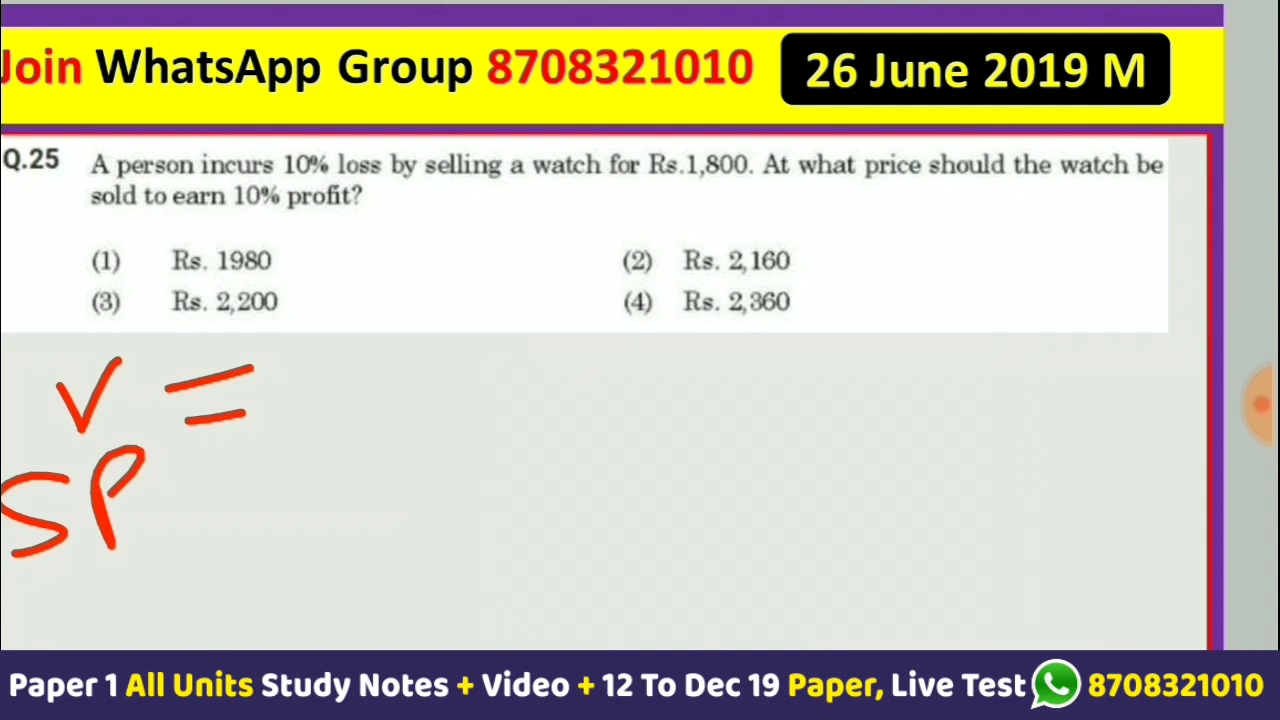 Join WhatsApp Group 8708321010 26 June 2019 M
Q.25 A person incurs 10% loss by selling a watch for Rs.1,800. At what price should the watch be
sold to earn 10% profit?
(1) Rs. 1980 (2) Rs. 2,160
(3) Rs. 2,200 (4) Rs. 2,360
V =
SP
Paper 1 All Units Study Notes + Video + 12 To Dec 19 Paper, Live Test 8708321010